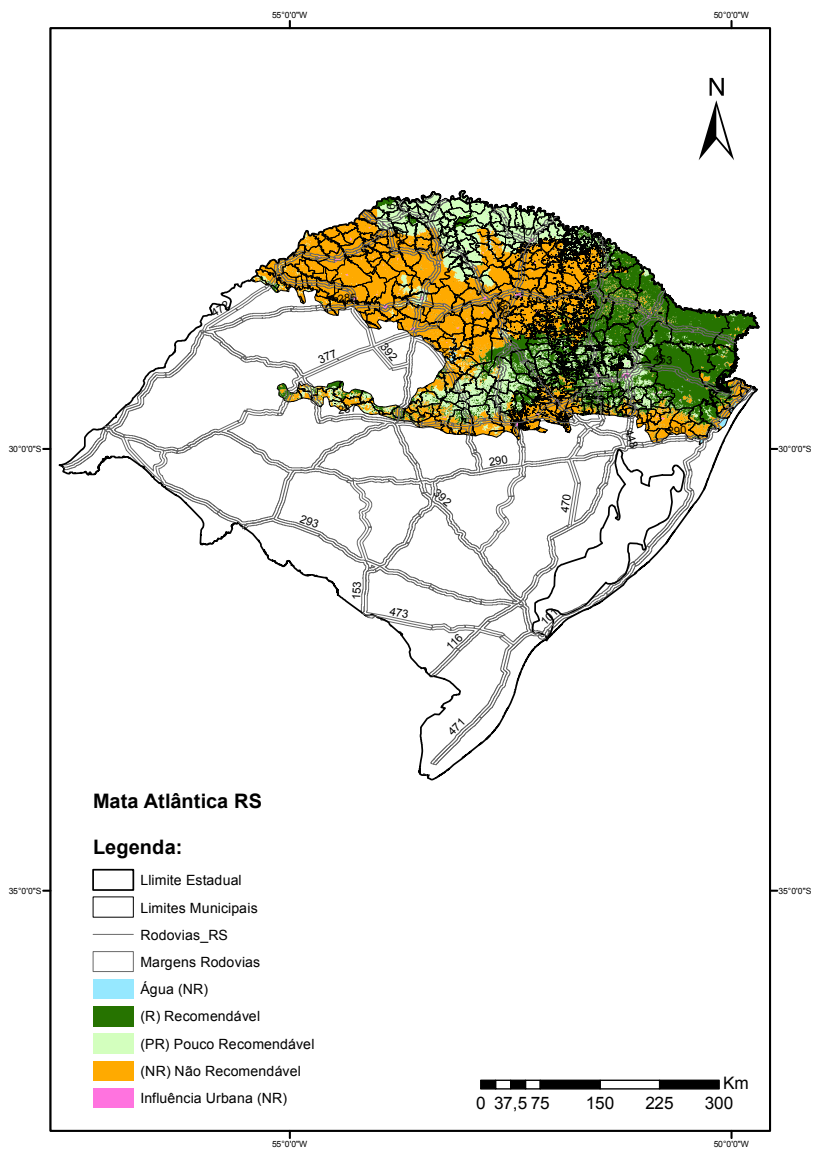 55°0'0"W
50°0'0"W
N
377
392
290
30°0'0"S
30°0'0"S
290
392
470
293
153
473
116
471
Mata Atlântica RS
Legenda:
Llimite Estadual
Limites Municipais
Rodovias_RS
Margens Rodovias
Água (NR)
(R) Recomendável
(PR) Pouco Recomendável
(NR) Não Recomendável
Influência Urbana (NR)
35°0'0"S
35°0'0"S
Km
0 37,5 75 150 225 300
55°0'0"W
50°0'0"W